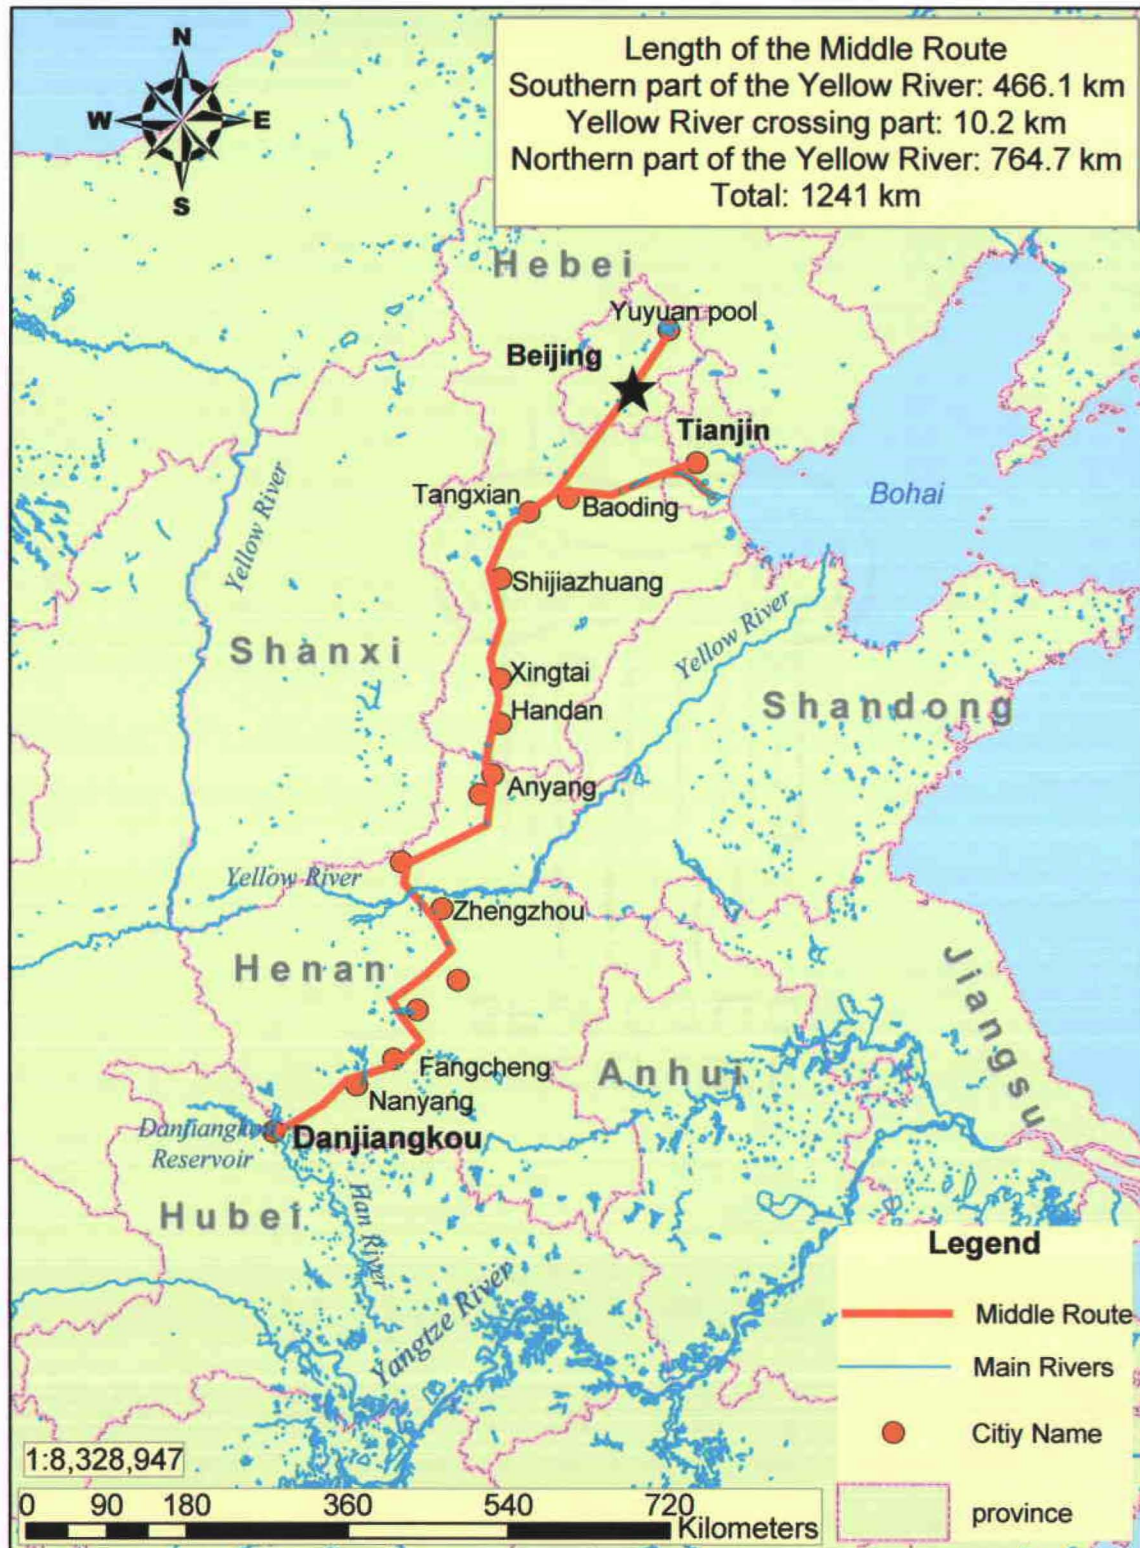 N
W
E
S
Length of the Middle Route
Southern part of the Yellow River: 466.1 km
Yellow River crossing part: 10.2 km
Northern part of the Yellow River: 764.7 km
Total: 1241 km
Hebei
Yuyuan pool
Beijing
Tianjin
Tangxian
Baoding
Bohai
Yellow River
Shijiazhuang
Yellow River
Shanxi
Xingtai
Shandong
Handan
Anyang
Yellow River
Zhengzhou
Henan
Jiangsu
Fangcheng
Anhui
Nanyang
Danjiangkou
Reservoir
Danjiangkou
Han River
Hubei
Yangtze River
Legend
Middle Route
Main Rivers
Citiy Name
province
1:8,328,947
0 90 180 360 540 720
Kilometers